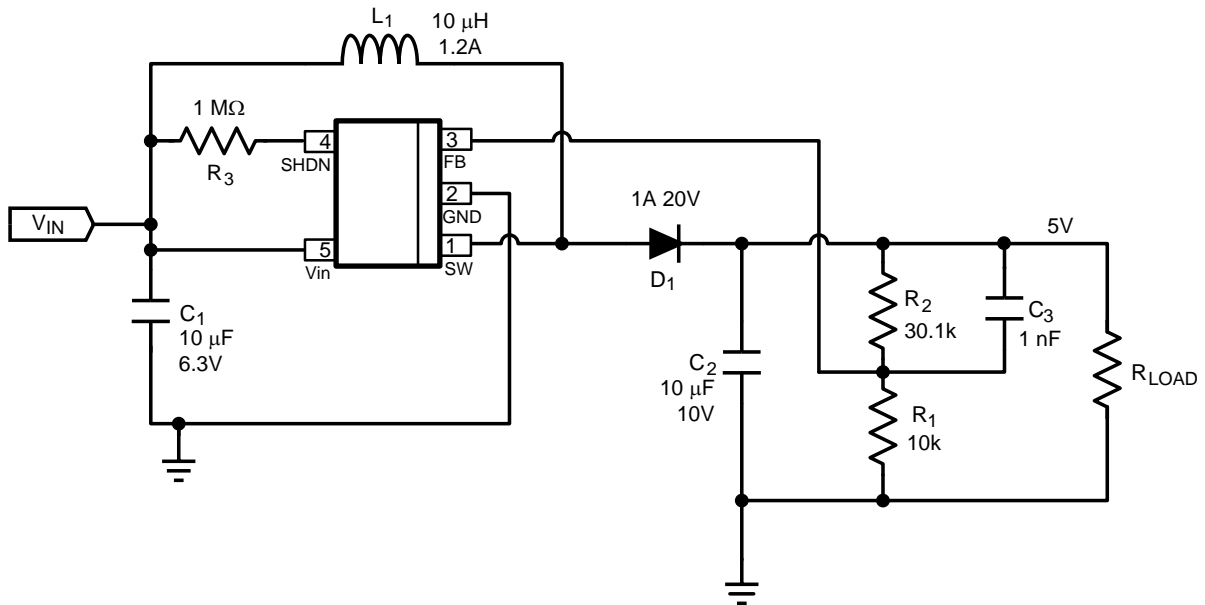 L1
10 μH
1.2A
1 MΩ
R3
4
SHDN
3
FB
2
GND
VIN
5
Vin
1
SW
1A 20V
D1
5V
C1
10 μF
6.3V
C2
10 μF
10V
R2
30.1k
C3
1 nF
RLOAD
R1
10k